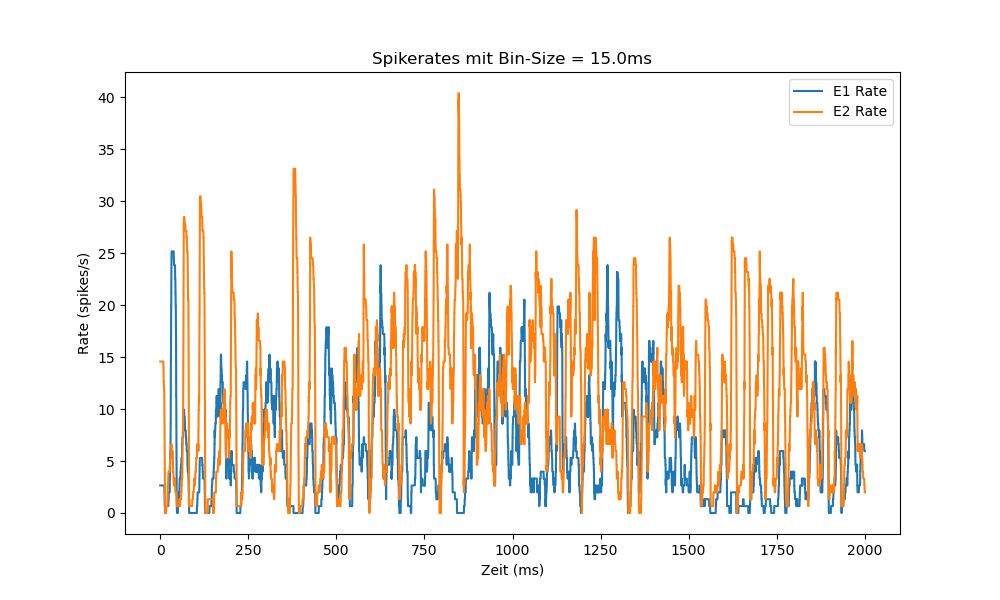 Spikerates mit Bin-Size = 15.0ms
E1 Rate
E2 Rate
40
35
30
25
20
15
10
5
0
Rate (spikes/s)
0 250 500 750 1000 1250 1500 1750 2000
Zeit (ms)